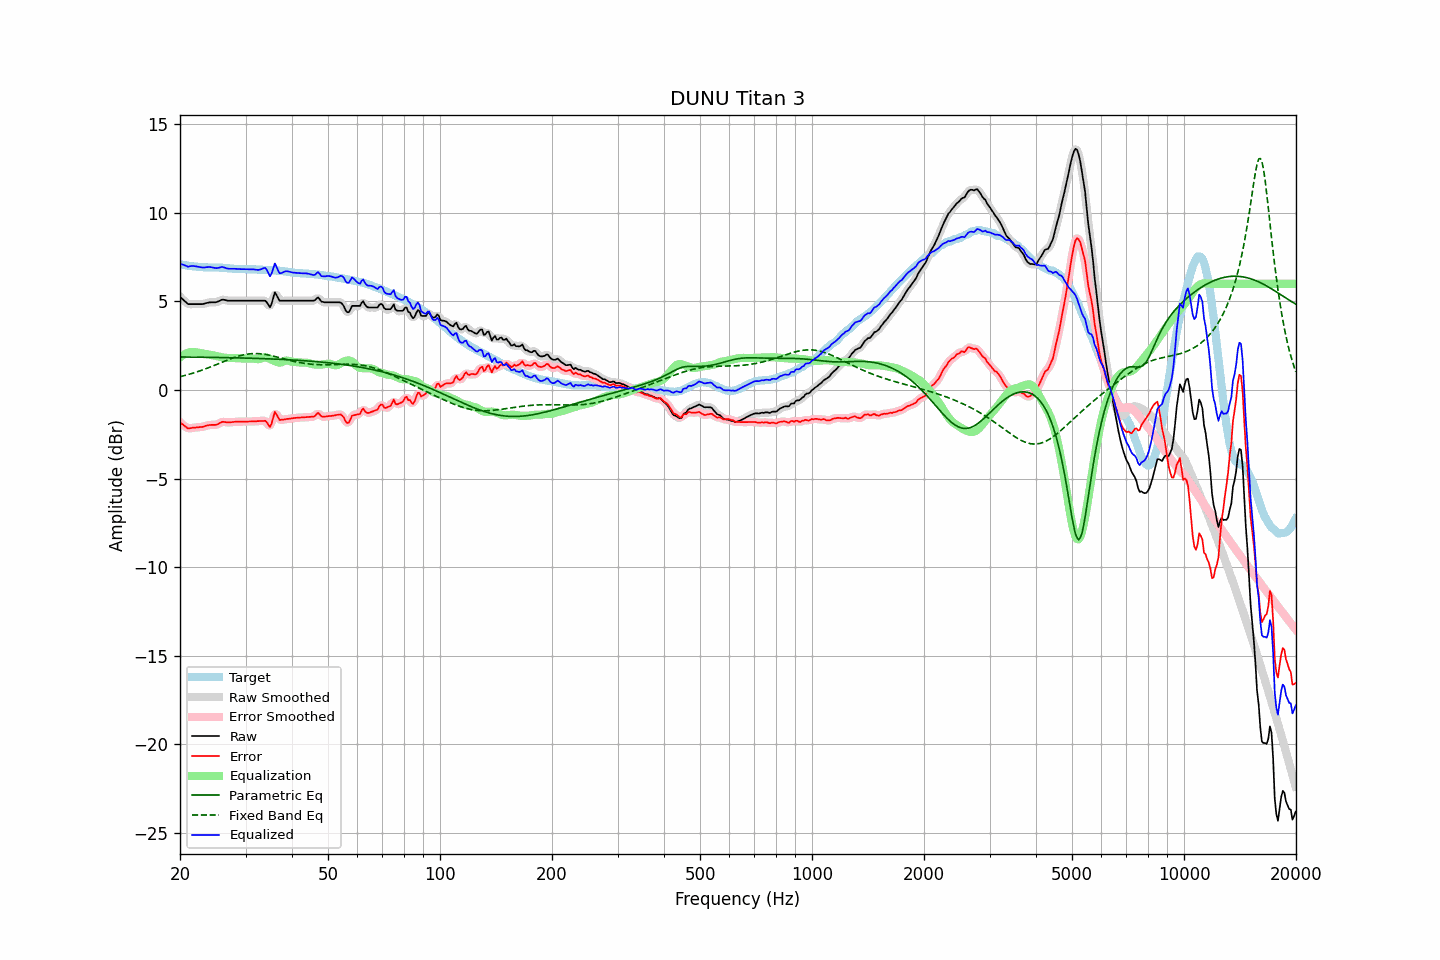 DUNU Titan 3
15
10
5
0
−5
−10
−15
−20
−25
Amplitude (dBr)
Target
Raw Smoothed
Error Smoothed
Raw
Error
Equalization
Parametric Eq
Fixed Band Eq
Equalized
20 50 100 200 500 1000 2000 5000 10000 20000
Frequency (Hz)